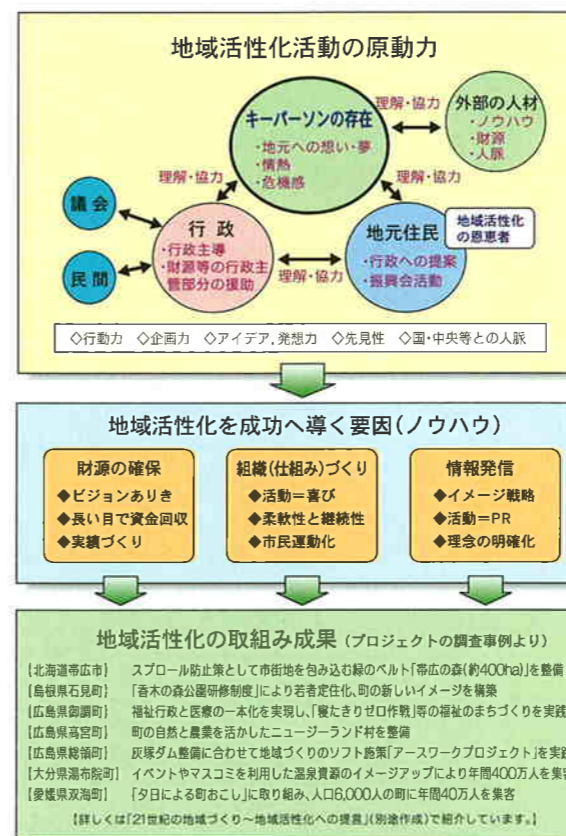 地域活性化活動の原動力
キーパーソンの存在
・地元への想い・夢
・情熱
・危機感
理解・協力
外部の人材
・ノウハウ
・財源
・人脈
理解・協力
理解・協力
議会
民間
行政
・行政主導
・財源等の行政主
管部分の援助
理解・協力
地元住民
・行政への提案
・振興会活動
地域活性化
の恩恵者
◇行動力 ◇企画力 ◇アイデア.発想力 ◇先見性 ◇国・中央等との人脈
地域活性化を成功へ導く要因(ノウハウ)
財源の確保
◆ビジョンありき
◆長い目で資金回収
◆実績づくり
組織(仕組み)づくり
◆活動=喜び
◆柔軟性と継続性
◆市民運動化
情報発信
◆イメージ戦略
◆活動=PR
◆理念の明確化
地域活性化の取組み成果(プロジェクトの調査事例より)
[北海道帯広市] スプロール防止策として市街地を包み込む緑のベルト「帯広の森(約400ha)」を整備
[島根県石見町] 「香木の森公園研修制度」により若者定住化、町の新しいイメージを構築
[広島県御調町] 福祉行政と医療の一本化を実現し、「寝たきりゼロ作戦」等の福祉のまちづくりを実践
[広島県高宮町] 町の自然と農業を活かしたニュージーランド村を整備
[広島県総領町] 灰塚ダム整備に合わせて地域づくりのソフト施策「アースワークプロジェクト」を実践
[大分県湯布院町] イベントやマスコミを利用した温泉資源のイメージアップにより年間400万人を集客
[愛媛県双海町] 「夕日による町おこし」に取り組み、人口6,000人の町に年間40万人を集客
【詳しくは「21世紀の地域づくり~地域活性化への提言」(別途作成)で紹介しています。】